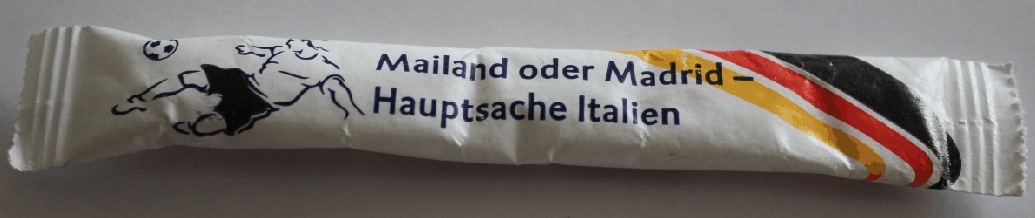 Mailand oder Madrid –
Hauptsache Italien